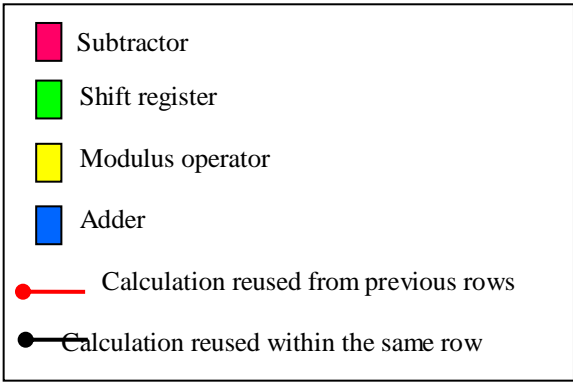 Subtractor
Shift register
Modulus operator
Adder
Calculation reused from previous rows
Calculation reused within the same row